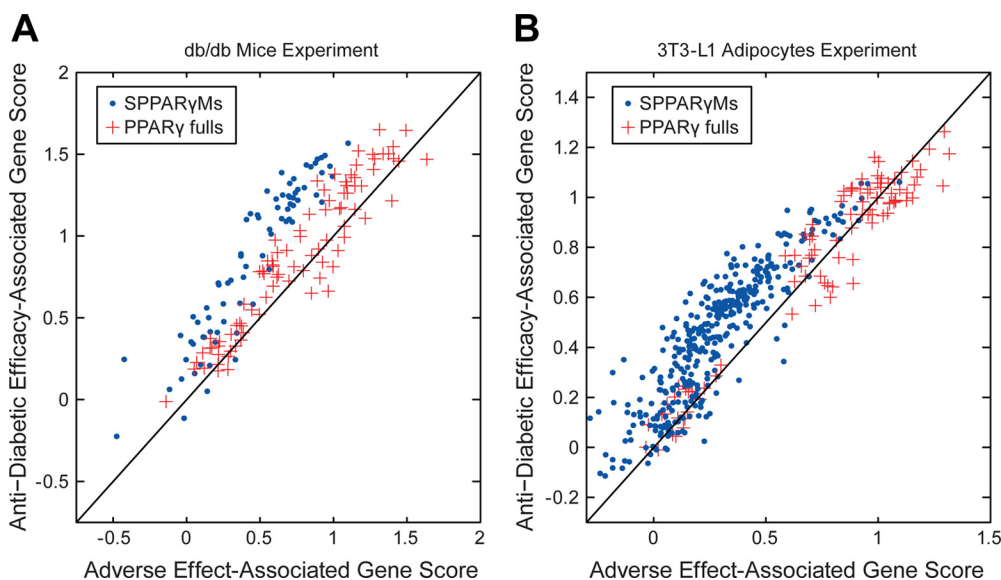 A
db/db Mice Experiment
2
1.5
1
0.5
0
-0.5
-0.5
0
0.5
1
1.5
2
SPPARγMs
PPARγ fulls
Anti−Diabetic Efficacy-Associated Gene Score
Adverse Effect-Associated Gene Score
B
3T3-L1 Adipocytes Experiment
1.4
1.2
1.0
0.8
0.6
0.4
0.2
0
-0.2
0
0.5
1
1.5
SPPARγMs
PPARγ fulls
Anti−Diabetic Efficacy-Associated Gene Score
Adverse Effect-Associated Gene Score